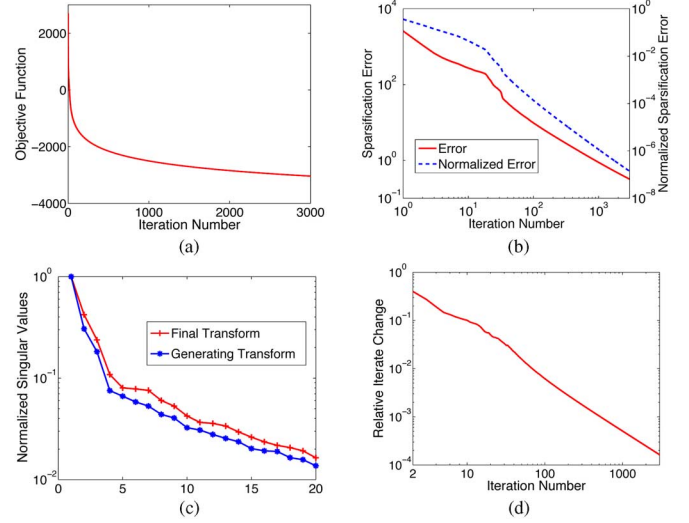 2000
0
−2000
−4000
Objective Function
0 1000 2000 3000
Iteration Number
(a)
10^4
10^2
10^0
10^-1
Sparsification Error
10^0
10^-2
10^-4
10^-6
10^-8
Normalized Sparsification Error
Error
Normalized Error
10^0 10^1 10^2 10^3
Iteration Number
(b)
10^0
10^-1
10^-2
Normalized Singular Values
Final Transform
Generating Transform
0 5 10 15 20
(c)
10^0
10^-1
10^-2
10^-3
10^-4
Relative Iterate Change
2 10 100 1000
Iteration Number
(d)